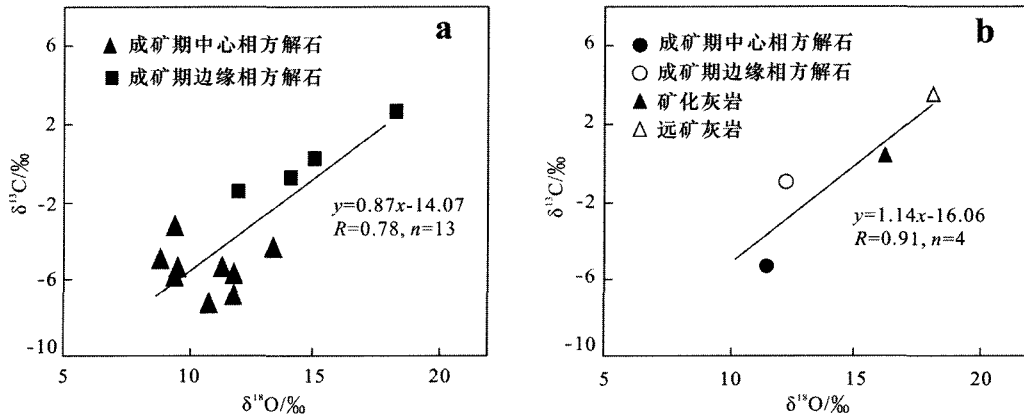 a
▲ 成矿期中心相方解石
■ 成矿期边缘相方解石
6
2
-2
-6
-10
δ¹³C/‰
y=0.87x-14.07
R=0.78, n=13
5 10 15 20
δ¹⁸O/‰
b
● 成矿期中心相方解石
○ 成矿期边缘相方解石
▲ 矿化灰岩
△ 远矿灰岩
6
2
-2
-6
-10
δ¹³C/‰
y=1.14x-16.06
R=0.91, n=4
5 10 15 20
δ¹⁸O/‰